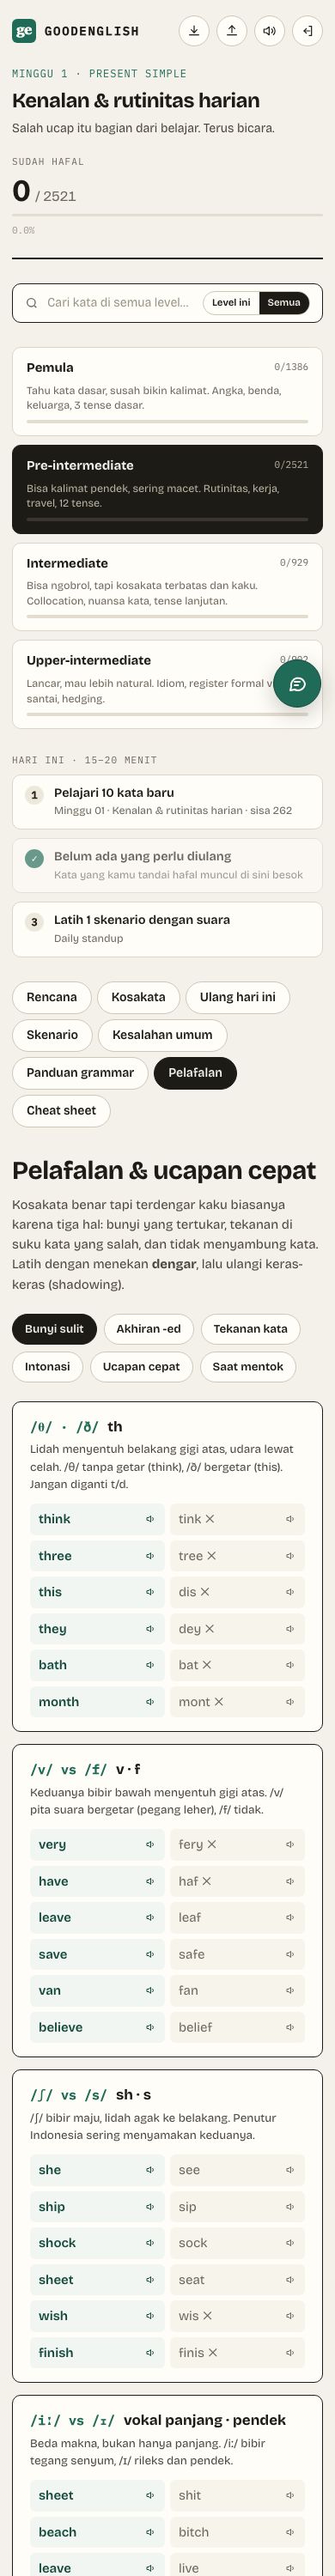 ge GOODENGLISH
MINGGU 1 · PRESENT SIMPLE
Kenalan & rutinitas harian
Salah ucap itu bagian dari belajar. Terus bicara.
SUDAH HAFAL
0 / 2521
0.0%
Cari kata di semua level... Level ini Semua
Pemula 0/1386
Tahu kata dasar, susah bikin kalimat. Angka, benda,
keluarga, 3 tense dasar.
Pre-intermediate 0/2521
Bisa kalimat pendek, sering macet. Rutinitas, kerja,
travel, 12 tense.
Intermediate 0/929
Bisa ngobrol, tapi kosakata terbatas dan kaku.
Collocation, nuansa kata, tense lanjutan.
Upper-intermediate
Lancar, mau lebih natural. Idiom, register formal
santai, hedging.
HARI INI · 15–20 MENIT
1 Pelajari 10 kata baru
Minggu 01 · Kenalan & rutinitas harian · sisa 262
✓ Belum ada yang perlu diulang
Kata yang kamu tandai hafal muncul di sini besok
3 Latih 1 skenario dengan suara
Daily standup
Rencana Kosakata Ulang hari ini
Skenario Kesalahan umum
Panduan grammar Pelafalan
Cheat sheet
Pelafalan & ucapan cepat
Kosakata benar tapi terdengar kaku biasanya
karena tiga hal: bunyi yang tertukar, tekanan di
suku kata yang salah, dan tidak menyambung kata.
Latih dengan menekan dengar, lalu ulangi keras-
keras (shadowing).
Bunyi sulit Akhiran -ed Tekanan kata
Intonasi Ucapan cepat Saat mentok
/θ/ · /ð/ th
Lidah menyentuh belakang gigi atas, udara lewat
celah. /θ/ tanpa getar (think), /ð/ bergetar (this).
Jangan diganti t/d.
think tink ✕
three tree ✕
this dis ✕
they dey ✕
bath bat ✕
month mont ✕
/v/ vs /f/ v · f
Keduanya bibir bawah menyentuh gigi atas. /v/
pita suara bergetar (pegang leher), /f/ tidak.
very fery ✕
have haf ✕
leave leaf
save safe
van fan
believe belief
/ʃ/ vs /s/ sh · s
/ʃ/ bibir maju, lidah agak ke belakang. Penutur
Indonesia sering menyamakan keduanya.
she see
ship sip
shock sock
sheet seat
wish wis ✕
finish finis ✕
/iː/ vs /ɪ/ vokal panjang · pendek
Beda makna, bukan hanya panjang. /iː/ bibir
tegang senyum, /ɪ/ rileks dan pendek.
sheet shit
beach bitch
leave live